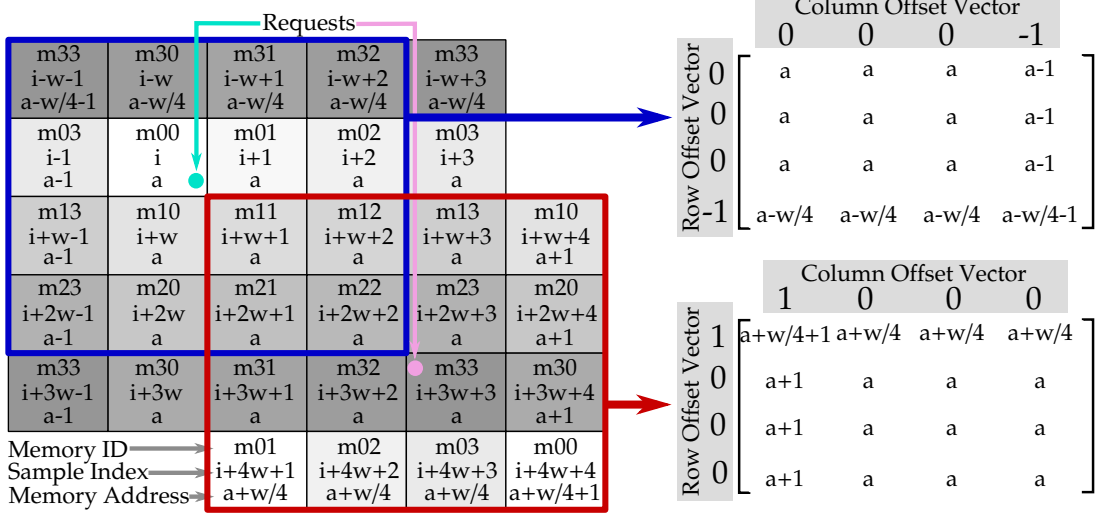 Requests
m33 m30 m31 m32 m33
i-w-1 i-w i-w+1 i-w+2 i-w+3
a-w/4-1 a-w/4 a-w/4 a-w/4 a-w/4
m03 m00 m01 m02 m03
i-1 i i+1 i+2 i+3
a-1 a a a a
m13 m10 m11 m12 m13 m10
i+w-1 i+w i+w+1 i+w+2 i+w+3 i+w+4
a-1 a a a a a+1
m23 m20 m21 m22 m23 m20
i+2w-1 i+2w i+2w+1 i+2w+2 i+2w+3 i+2w+4
a-1 a a a a a+1
m33 m30 m31 m32 m33 m30
i+3w-1 i+3w i+3w+1 i+3w+2 i+3w+3 i+3w+4
a-1 a a a a a+1
Memory ID m01 m02 m03 m00
Sample Index i+4w+1 i+4w+2 i+4w+3 i+4w+4
Memory Address a+w/4 a+w/4 a+w/4 a+w/4+1
Column Offset Vector
0 0 0 -1
Row Offset Vector
0 a a a a-1
0 a a a a-1
0 a a a a-1
-1 a-w/4 a-w/4 a-w/4 a-w/4-1
Column Offset Vector
1 0 0 0
Row Offset Vector
1 a+w/4+1 a+w/4 a+w/4 a+w/4
0 a+1 a a a
0 a+1 a a a
0 a+1 a a a